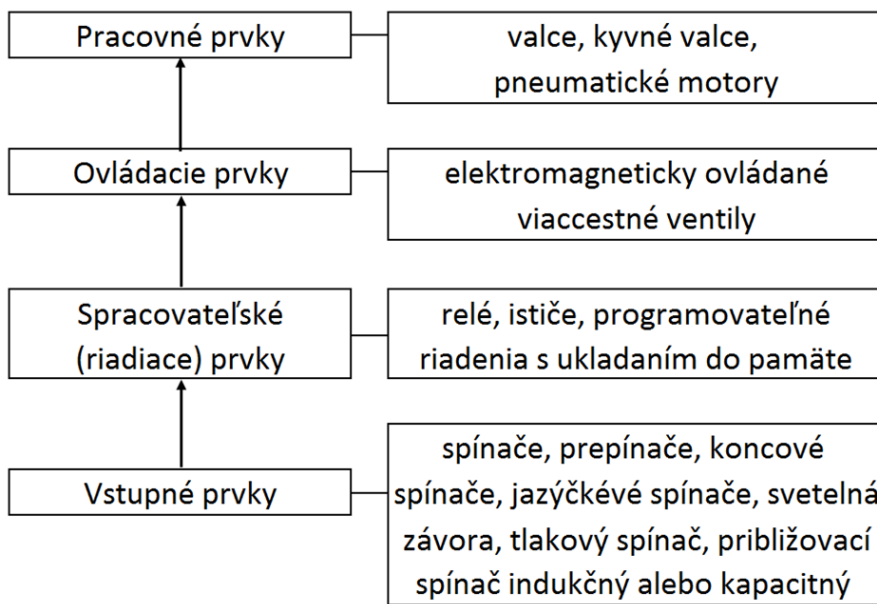 Pracovné prvky
valce, kyvné valce,
pneumatické motory
Ovládacie prvky
elektromagneticky ovládané
viaccestné ventily
Spracovateľské
(riadiace) prvky
relé, ističe, programovateľné
riadenia s ukladaním do pamäte
Vstupné prvky
spínače, prepínače, koncové
spínače, jazýčkévé spínače, svetelná
závora, tlakový spínač, približovací
spínač indukčný alebo kapacitný